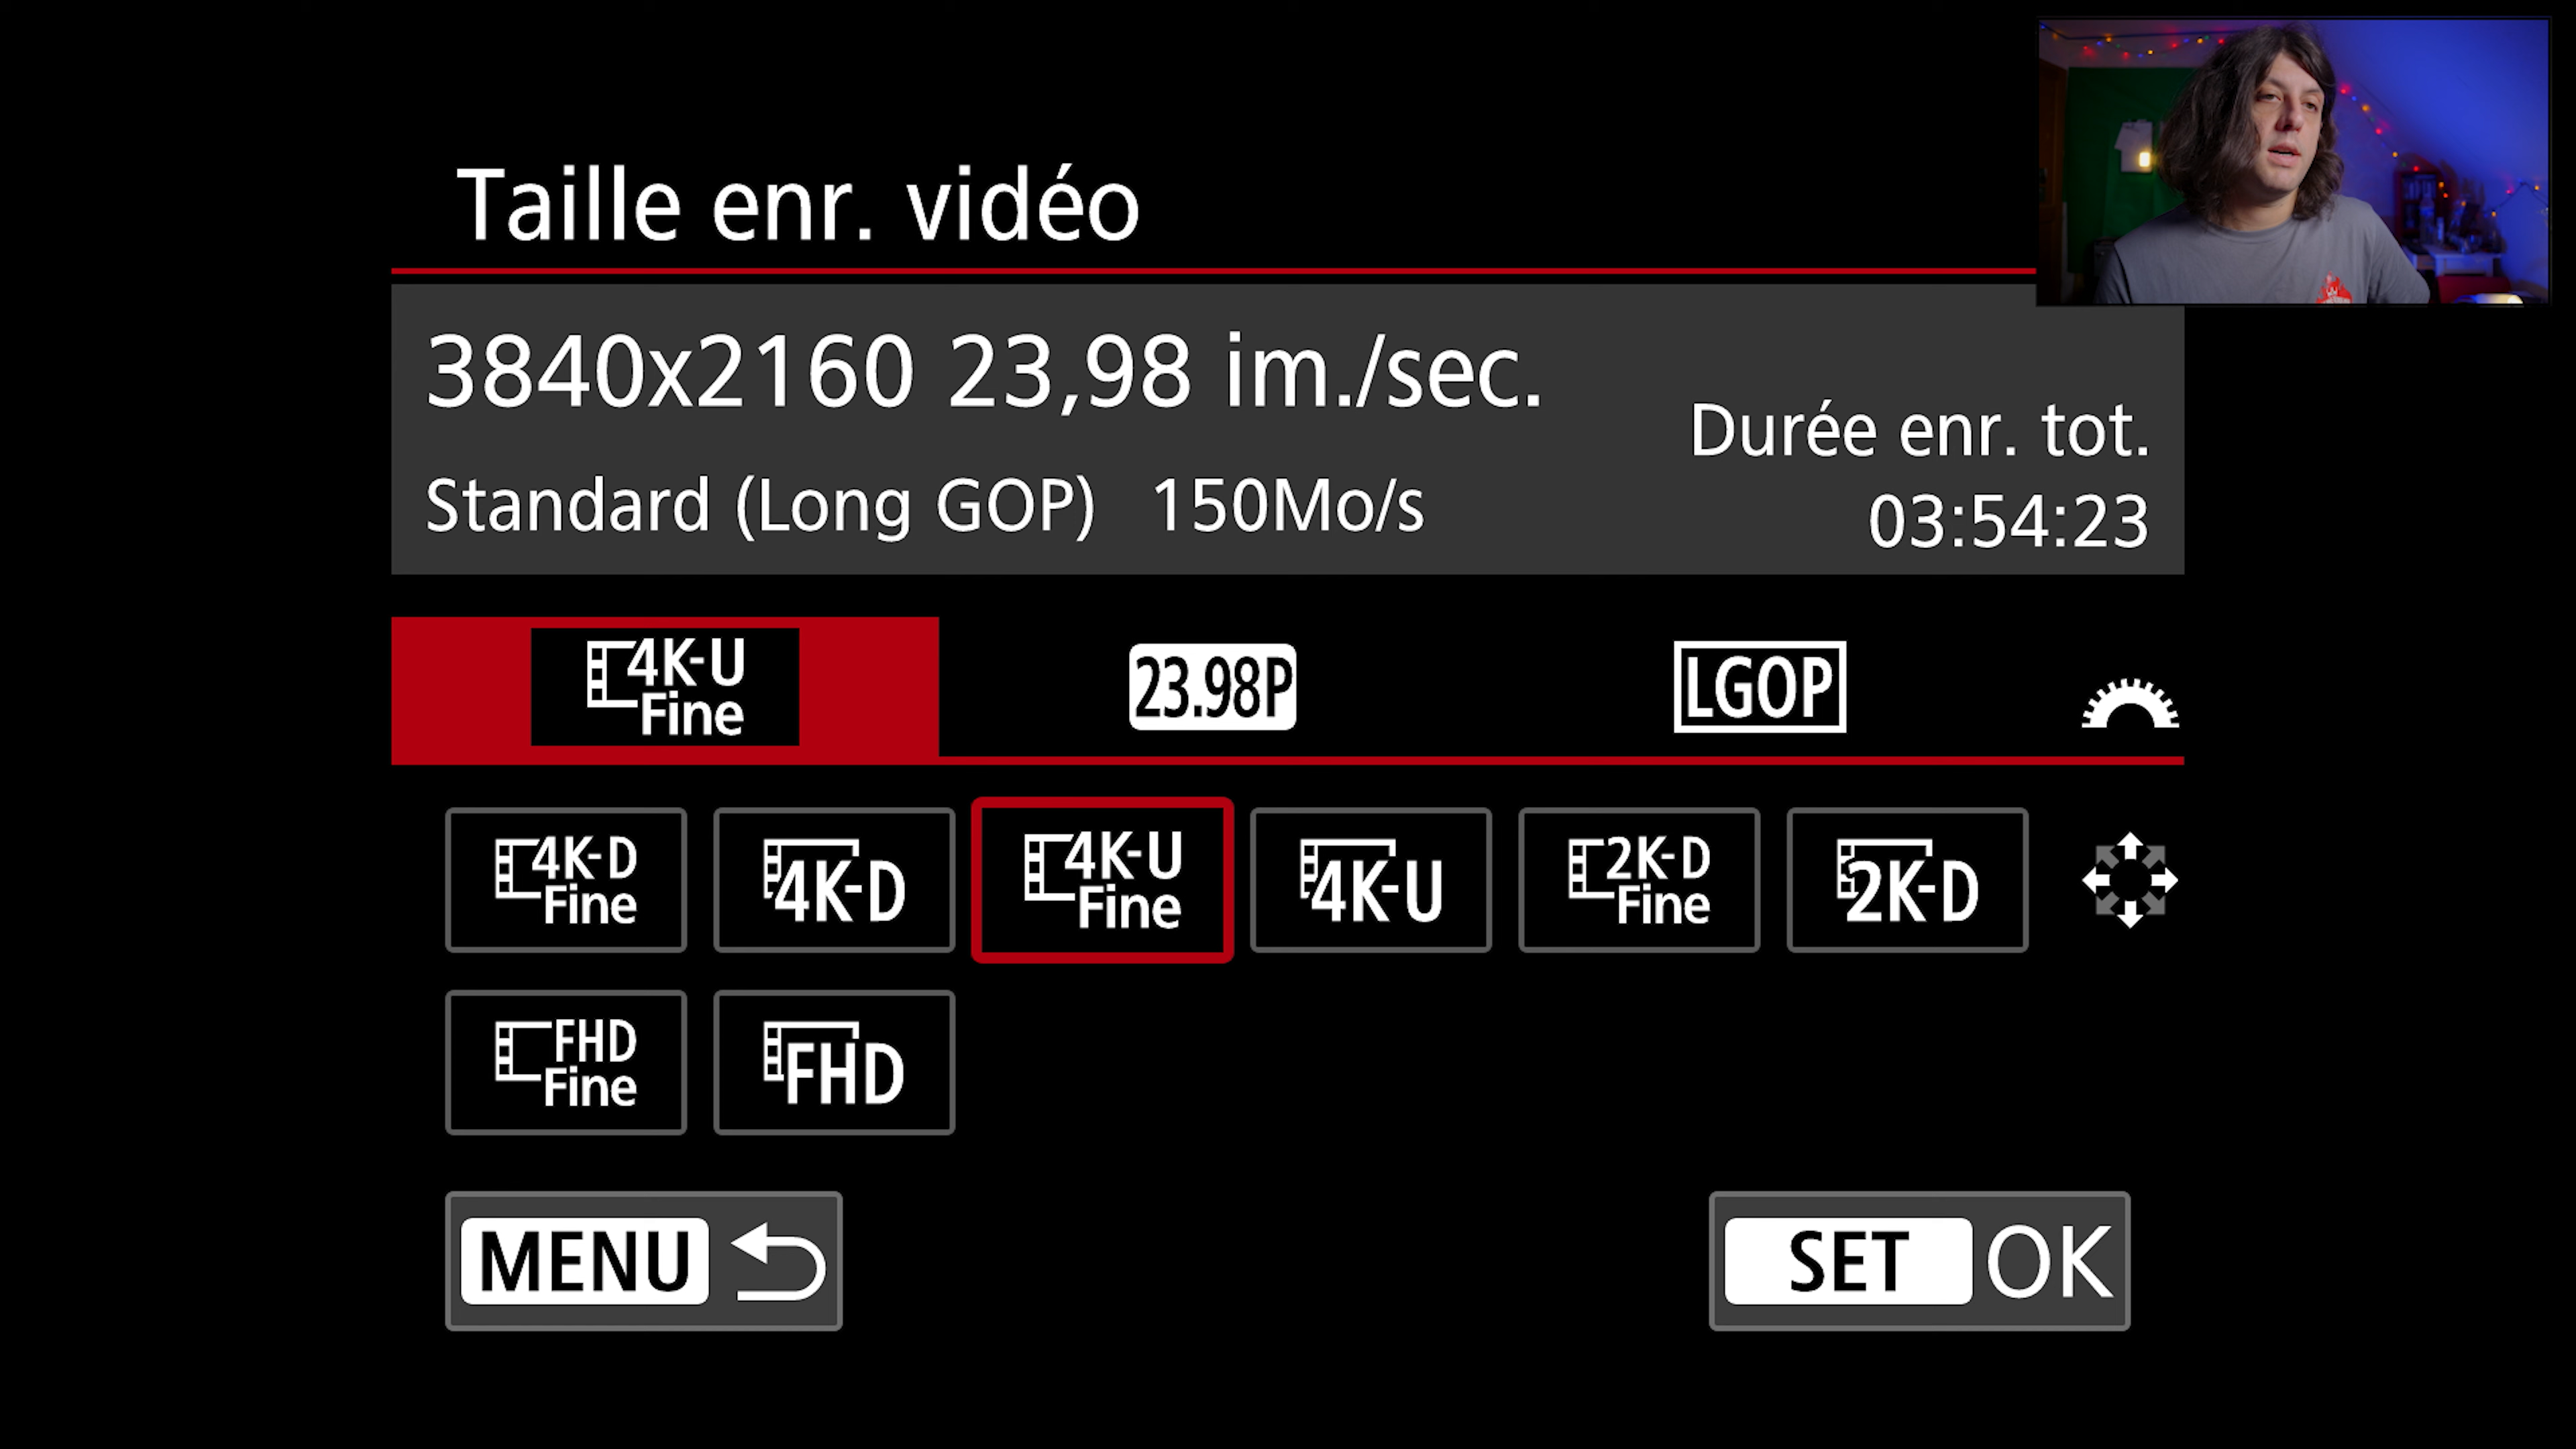 Taille enr. vidéo
3840x2160 23,98 im./sec.
Durée enr. tot.
Standard (Long GOP) 150Mo/s
03:54:23
4K-U Fine
23.98P
LGOP
4K-D Fine
4K-D
4K-U Fine
4K-U
2K-D Fine
2K-D
FHD Fine
FHD
MENU
SET OK